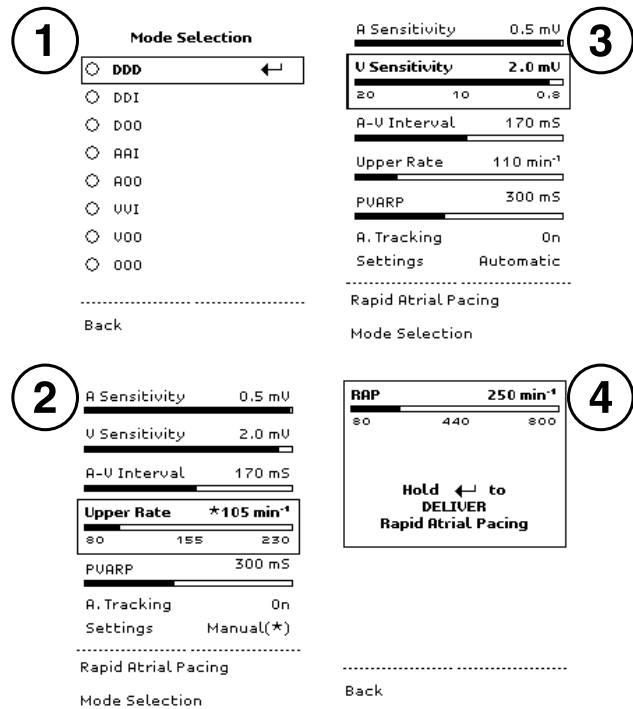 1
Mode Selection
DDD ↵
DDI
DOO
AAI
AOO
VVI
VOO
OOO
Back
2
A Sensitivity 0.5 mV
V Sensitivity 2.0 mV
A-V Interval 170 mS
Upper Rate *105 min⁻¹
80 155 230
PVARP 300 mS
A. Tracking On
Settings Manual(*)
Rapid Atrial Pacing
Mode Selection
3
A Sensitivity 0.5 mV
V Sensitivity 2.0 mV
20 10 0.8
A-V Interval 170 mS
Upper Rate 110 min⁻¹
PVARP 300 mS
A. Tracking On
Settings Automatic
Rapid Atrial Pacing
Mode Selection
4
RAP 250 min⁻¹
80 440 800
Hold ↵ to
DELIVER
Rapid Atrial Pacing
Back